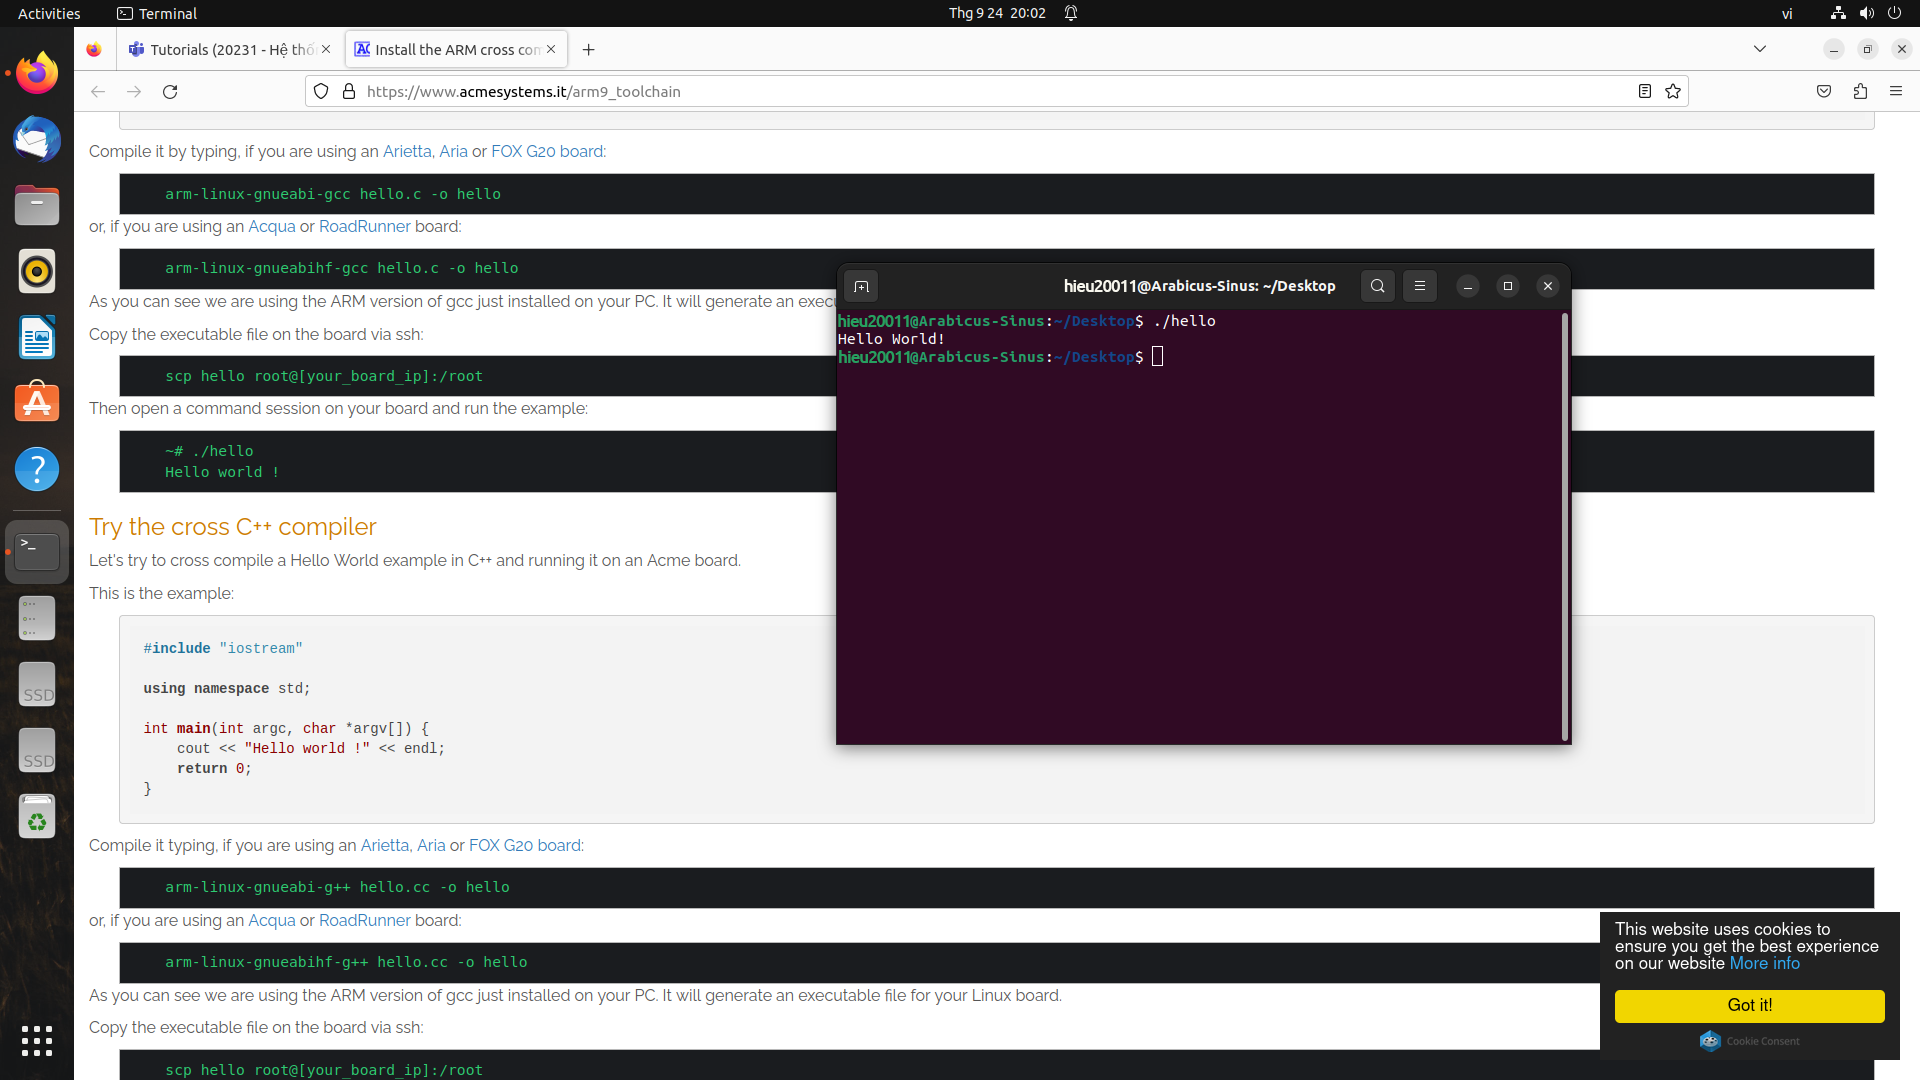 Activities
Terminal
Thg 9 24 20:02
vi
Tutorials (20231 - Hệ thố
Install the ARM cross com
https://www.acmesystems.it/arm9_toolchain
Compile it by typing, if you are using an Arietta, Aria or FOX G20 board:
arm-linux-gnueabi-gcc hello.c -o hello
or, if you are using an Acqua or RoadRunner board:
arm-linux-gnueabihf-gcc hello.c -o hello
As you can see we are using the ARM version of gcc just installed on your PC. It will generate an execu
Copy the executable file on the board via ssh:
scp hello root@[your_board_ip]:/root
Then open a command session on your board and run the example:
~# ./hello
Hello world !
hieu20011@Arabicus-Sinus: ~/Desktop
hieu20011@Arabicus-Sinus:~/Desktop$ ./hello
Hello World!
hieu20011@Arabicus-Sinus:~/Desktop$
Try the cross C++ compiler
Let's try to cross compile a Hello World example in C++ and running it on an Acme board.
This is the example:
#include "iostream"
using namespace std;
int main(int argc, char *argv[]) {
cout << "Hello world !" << endl;
return 0;
}
Compile it typing, if you are using an Arietta, Aria or FOX G20 board:
arm-linux-gnueabi-g++ hello.cc -o hello
or, if you are using an Acqua or RoadRunner board:
arm-linux-gnueabihf-g++ hello.cc -o hello
As you can see we are using the ARM version of gcc just installed on your PC. It will generate an executable file for your Linux board.
Copy the executable file on the board via ssh:
scp hello root@[your_board_ip]:/root
This website uses cookies to
ensure you get the best experience
on our website More info
Got it!
Cookie Consent
SSD
SSD